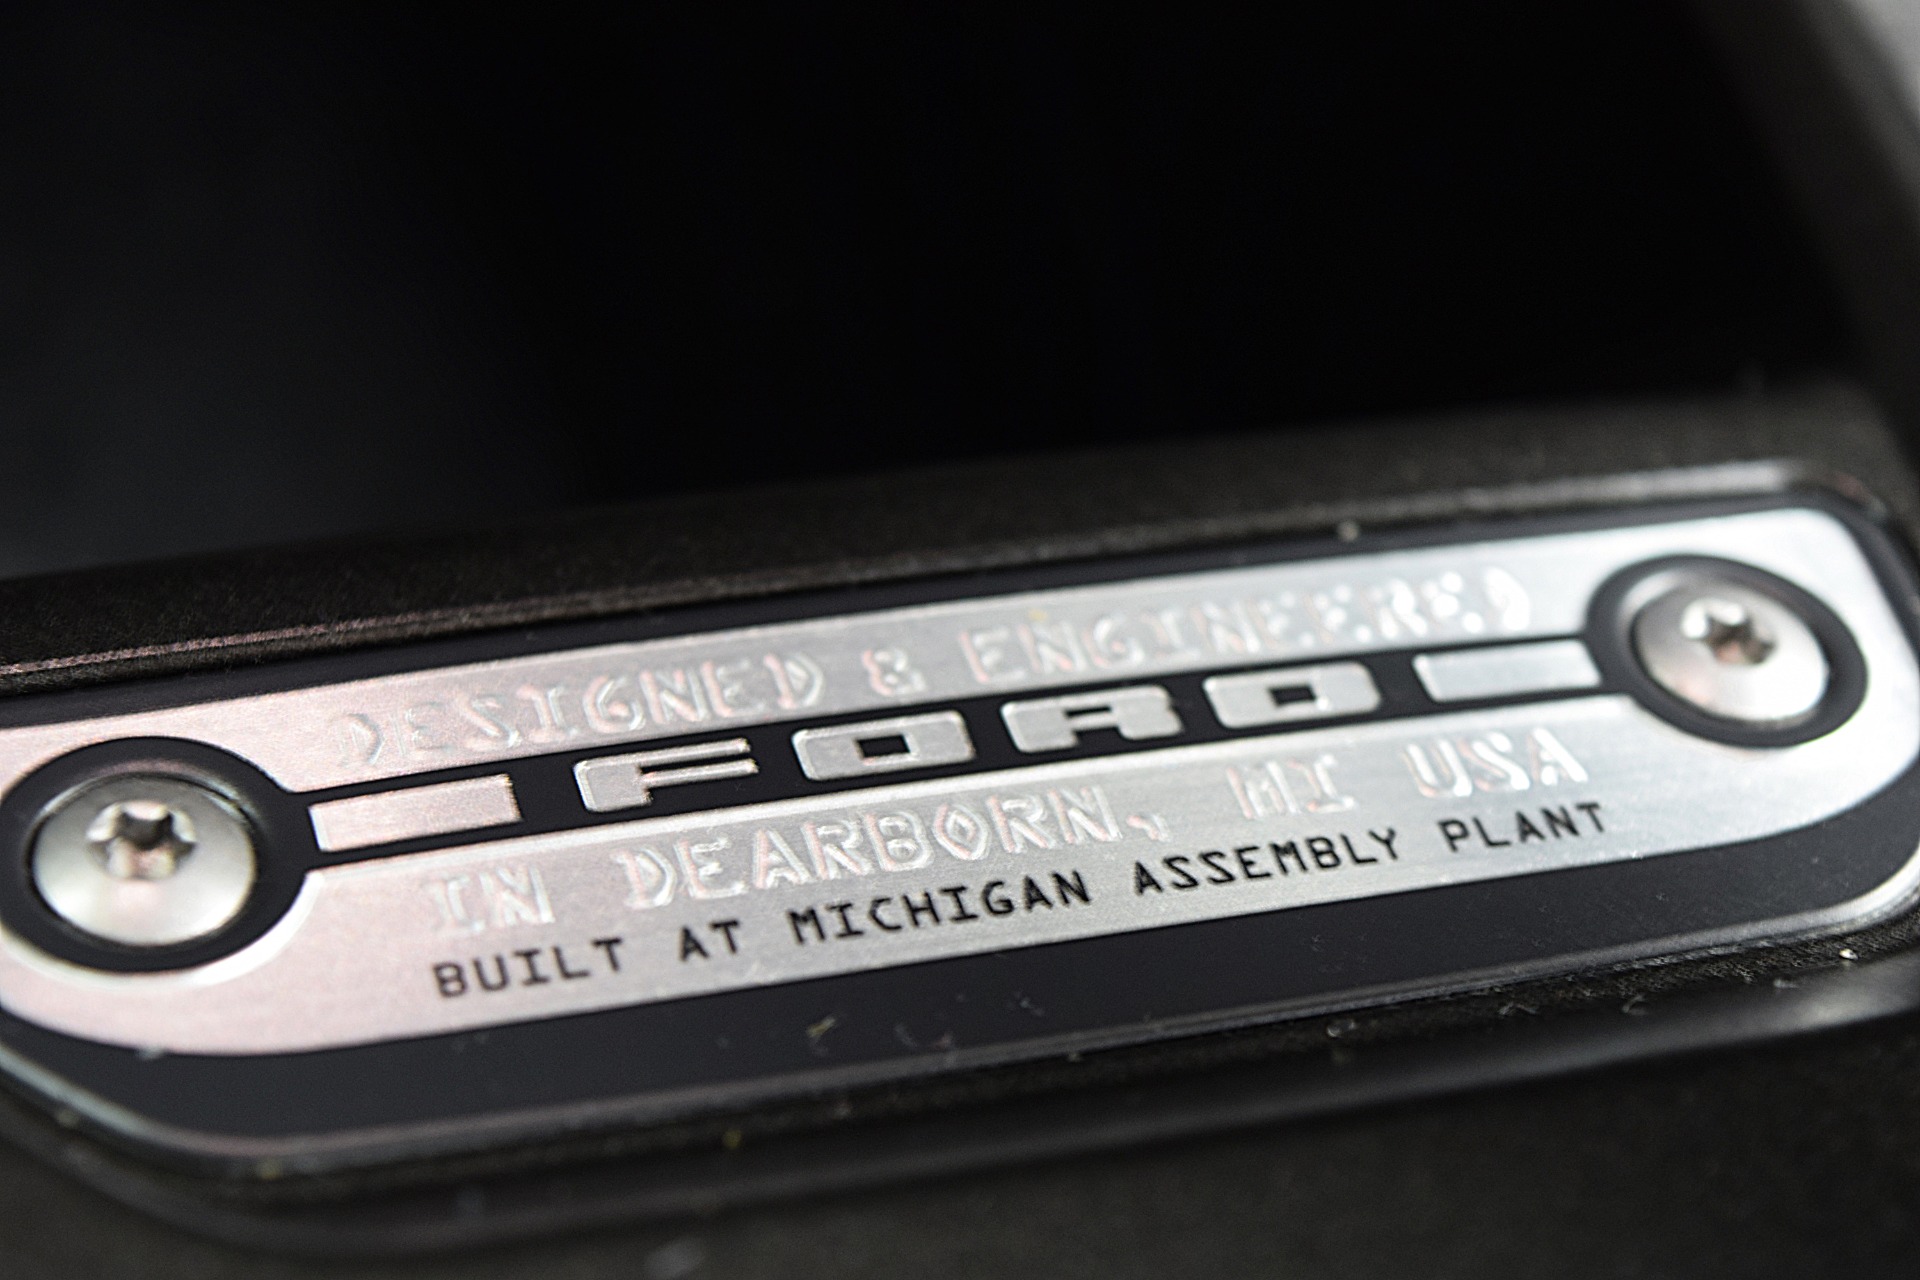 DESIGNED & ENGINEERED
FORD
IN DEARBORN, MI USA
BUILT AT MICHIGAN ASSEMBLY PLANT